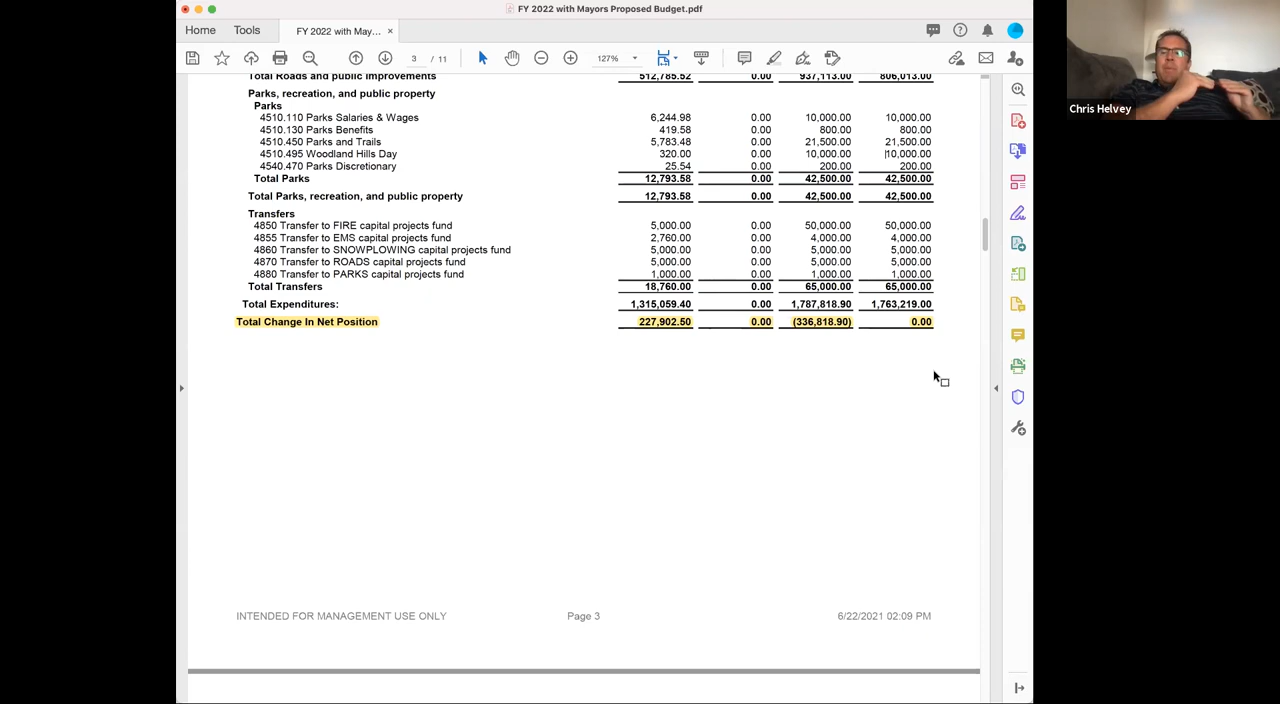 FY 2022 with Mayors Proposed Budget.pdf
Home Tools FY 2022 with May... ×
3 / 11 127%
Total Roads and public improvements 512,785.52 0.00 937,113.00 806,013.00
Parks, recreation, and public property
Parks
4510.110 Parks Salaries & Wages 6,244.98 0.00 10,000.00 10,000.00
4510.130 Parks Benefits 419.58 0.00 800.00 800.00
4510.450 Parks and Trails 5,783.48 0.00 21,500.00 21,500.00
4510.495 Woodland Hills Day 320.00 0.00 10,000.00 10,000.00
4540.470 Parks Discretionary 25.54 0.00 200.00 200.00
Total Parks 12,793.58 0.00 42,500.00 42,500.00
Total Parks, recreation, and public property 12,793.58 0.00 42,500.00 42,500.00
Transfers
4850 Transfer to FIRE capital projects fund 5,000.00 0.00 50,000.00 50,000.00
4855 Transfer to EMS capital projects fund 2,760.00 0.00 4,000.00 4,000.00
4860 Transfer to SNOWPLOWING capital projects fund 5,000.00 0.00 5,000.00 5,000.00
4870 Transfer to ROADS capital projects fund 5,000.00 0.00 5,000.00 5,000.00
4880 Transfer to PARKS capital projects fund 1,000.00 0.00 1,000.00 1,000.00
Total Transfers 18,760.00 0.00 65,000.00 65,000.00
Total Expenditures: 1,315,059.40 0.00 1,787,818.90 1,763,219.00
Total Change In Net Position 227,902.50 0.00 (336,818.90) 0.00
INTENDED FOR MANAGEMENT USE ONLY Page 3 6/22/2021 02:09 PM
Chris Helvey